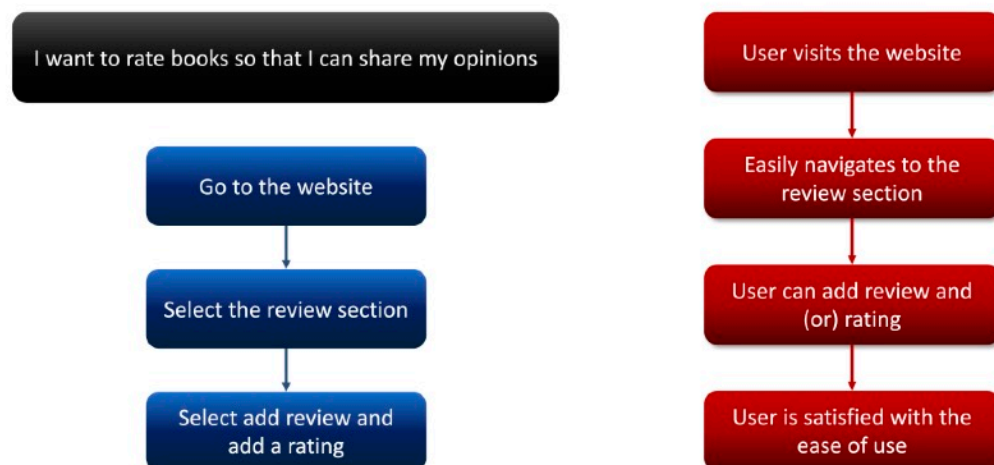 I want to rate books so that I can share my opinions
Go to the website
Select the review section
Select add review and
add a rating
User visits the website
Easily navigates to the
review section
User can add review and
(or) rating
User is satisfied with the
ease of use